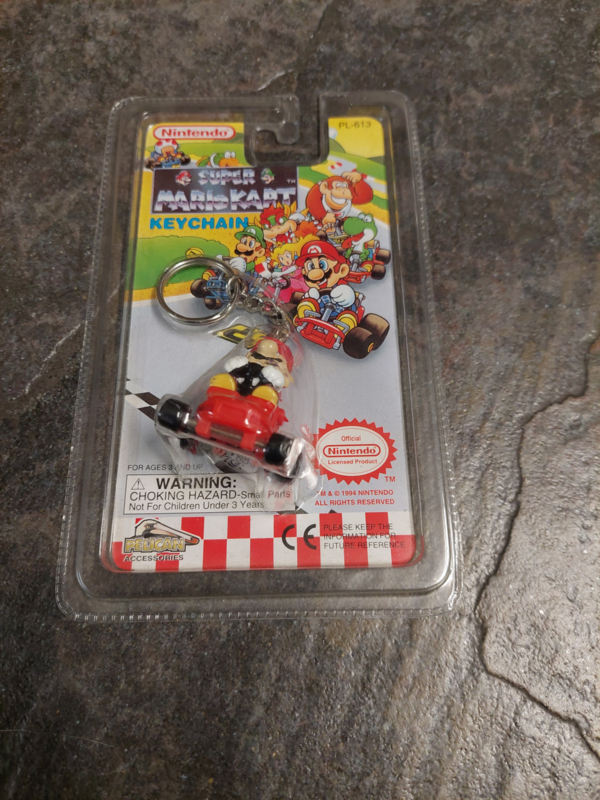 Nintendo®
PL-613
SUPER
MARIO KART™
KEYCHAIN
FOR AGES 3 AND UP
⚠ WARNING:
CHOKING HAZARD-Small Parts
Not For Children Under 3 Years
Official
Nintendo®
Licensed Product
TM
TM & © 1994 NINTENDO
ALL RIGHTS RESERVED
PELICAN
ACCESSORIES
CE
PLEASE KEEP THE
INFORMATION FOR
FUTURE REFERENCE